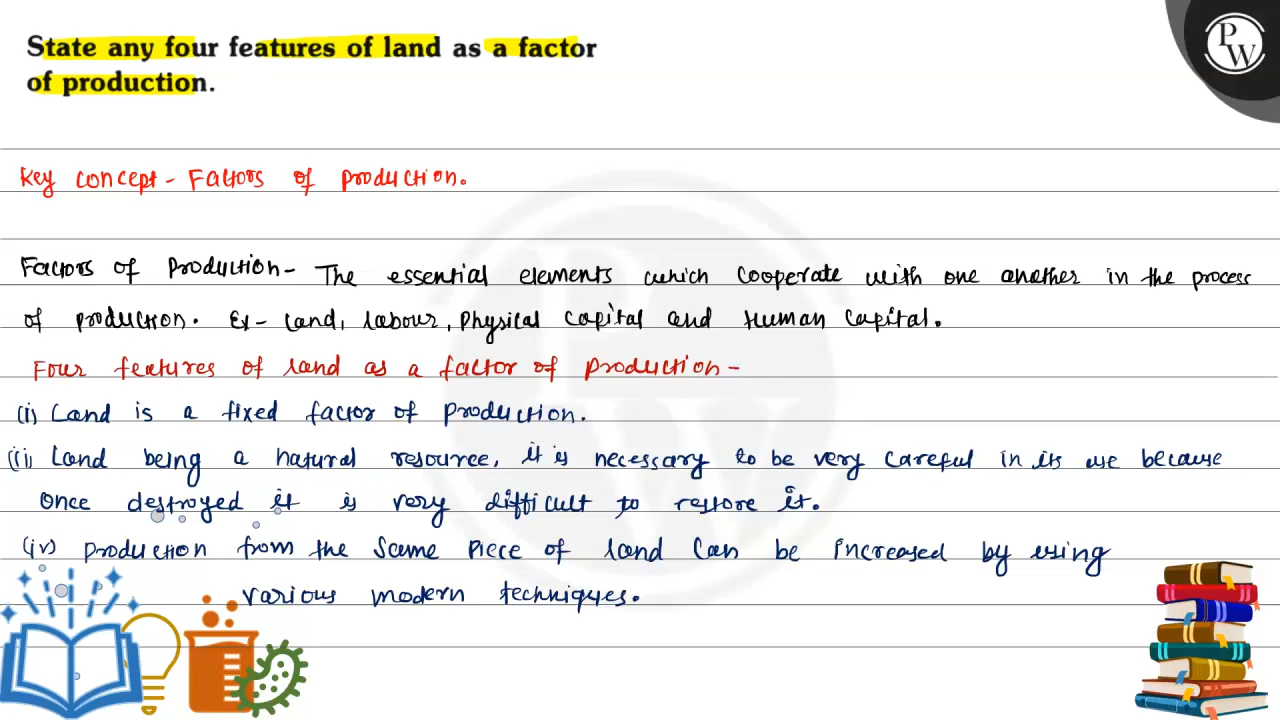 State any four features of land as a factor
of production.
PW
Key concept - Factors of production.
Factors of Production - The essential elements which cooperate with one another in the process
of production. Ex - Land, labour, Physical Capital and Human Capital.
Four features of land as a factor of production -
(i) Land is a fixed factor of production.
(ii) Land being a natural resource, it is necessary to be very careful in its use because
once destroyed it is very difficult to restore it.
(iv) Production from the same piece of land can be increased by using
various modern techniques.